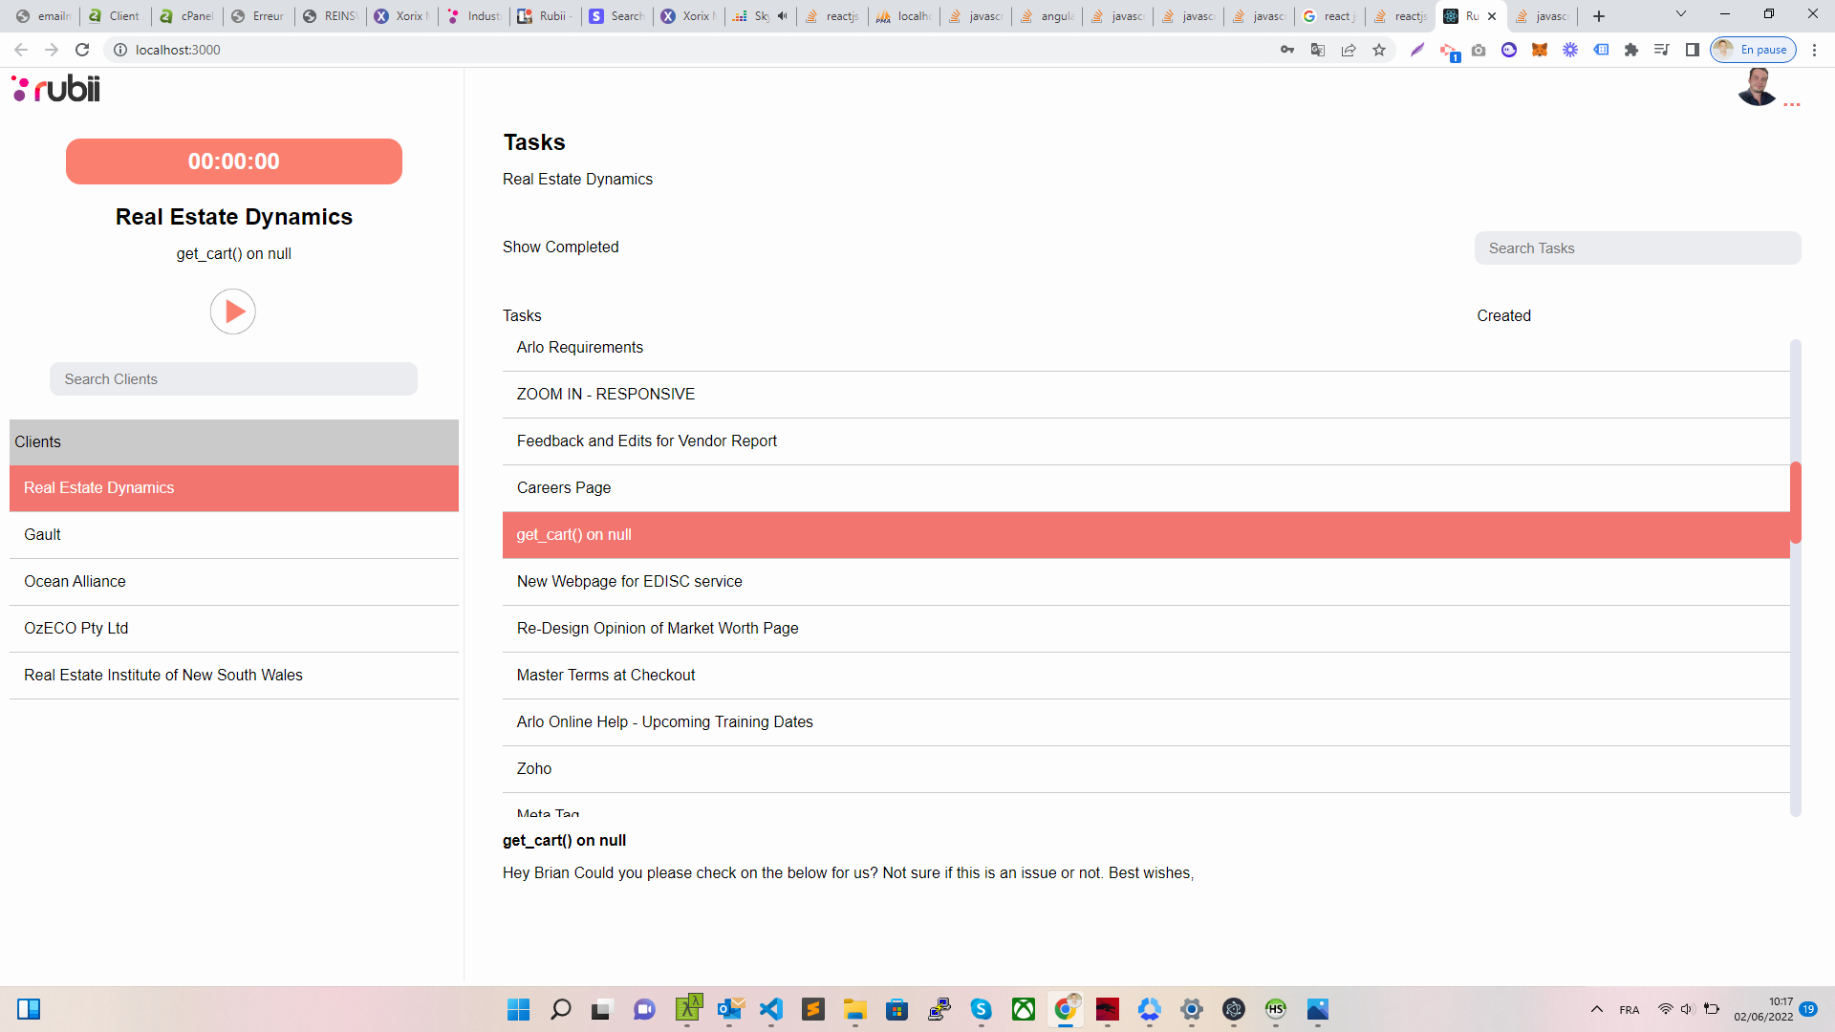 emailn
Client
cPanel
Erreur
REINS
Xorix M
Indust
Rubii -
Search
Xorix M
Sky
reactjs
localho
javasc
angula
javasc
javasc
javasc
react j
reactjs
Ru
javasc
localhost:3000
1
En pause
rubii
00:00:00
Real Estate Dynamics
get_cart() on null
Search Clients
Clients
Real Estate Dynamics
Gault
Ocean Alliance
OzECO Pty Ltd
Real Estate Institute of New South Wales
Tasks
Real Estate Dynamics
Show Completed
Search Tasks
Tasks
Created
Arlo Requirements
ZOOM IN - RESPONSIVE
Feedback and Edits for Vendor Report
Careers Page
get_cart() on null
New Webpage for EDISC service
Re-Design Opinion of Market Worth Page
Master Terms at Checkout
Arlo Online Help - Upcoming Training Dates
Zoho
Meta Tag
get_cart() on null
Hey Brian Could you please check on the below for us? Not sure if this is an issue or not. Best wishes,
HS
FRA
10:17
02/06/2022
19